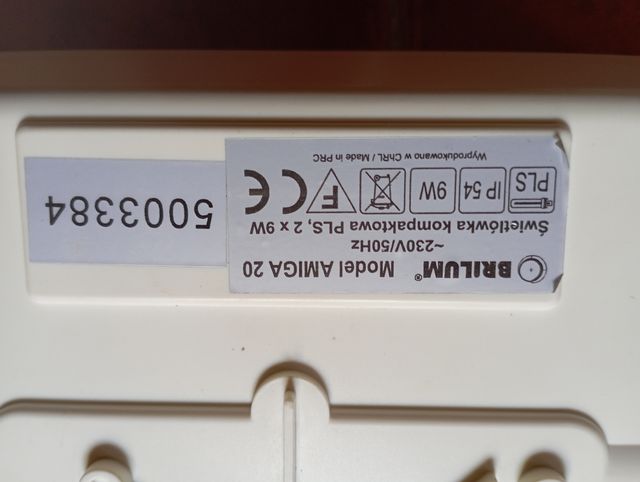 BRILUM® Model AMIGA 20
~230V/50Hz
Świetlówka kompaktowa PLS, 2 x 9W
PLS IP 54 9W F CE
Wyprodukowano w ChRL / Made in PRC
5003384